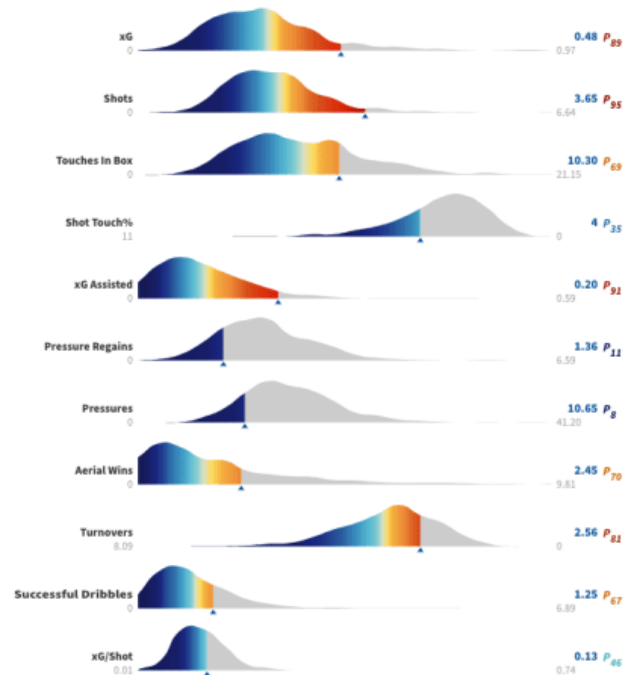 xG 0.48 P89
0 0.97
Shots 3.65 P95
0 6.64
Touches In Box 10.30 P69
0 21.15
Shot Touch% 4 P35
11 0
xG Assisted 0.20 P91
0 0.59
Pressure Regains 1.36 P11
0 6.59
Pressures 10.65 P8
0 41.20
Aerial Wins 2.45 P70
0 9.81
Turnovers 2.56 P81
8.09 0
Successful Dribbles 1.25 P67
0 6.89
xG/Shot 0.13 P46
0.01 0.74